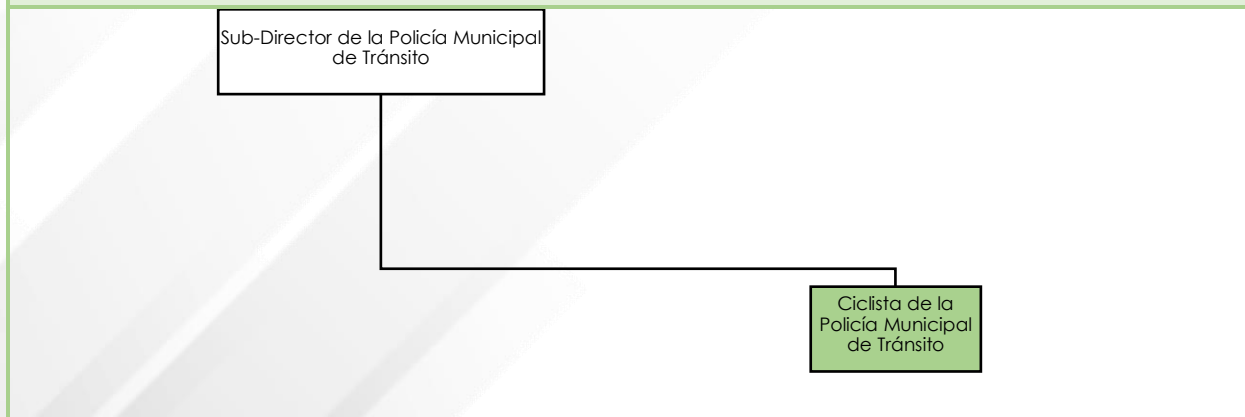 Sub-Director de la Policía Municipal
de Tránsito
Ciclista de la
Policía Municipal
de Tránsito